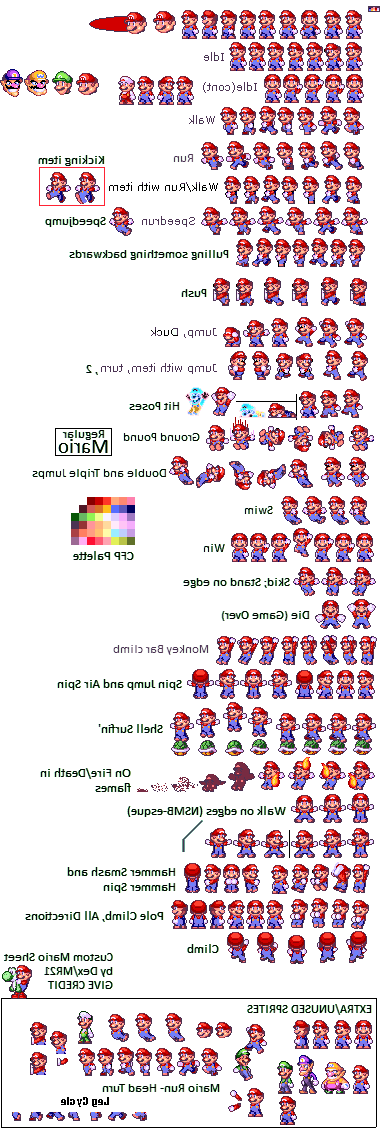 Idle
Idle(cont)
Walk
Run
Kicking item
Walk/Run with item
Speedrun
Speedjump
Pulling something backwards
Push
Jump, Duck
Jump with item, turn, 2
Hit Poses
Ground Pound
Regular
Mario
Double and Triple Jumps
Swim
CFP Palette
Win
Skid; Stand on edge
Die (Game Over)
Monkey Bar climb
Spin Jump and Air Spin
Shell Surfin'
On Fire/Death in
flames
Walk on edges (NSMB-esque)
Hammer Smash and
Hammer Spin
Pole Climb, All Directions
Climb
Custom Mario Sheet
by Dex/MR21
GIVE CREDIT
EXTRA/UNUSED SPRITES
Mario Run- Head Turn
Leg Cycle